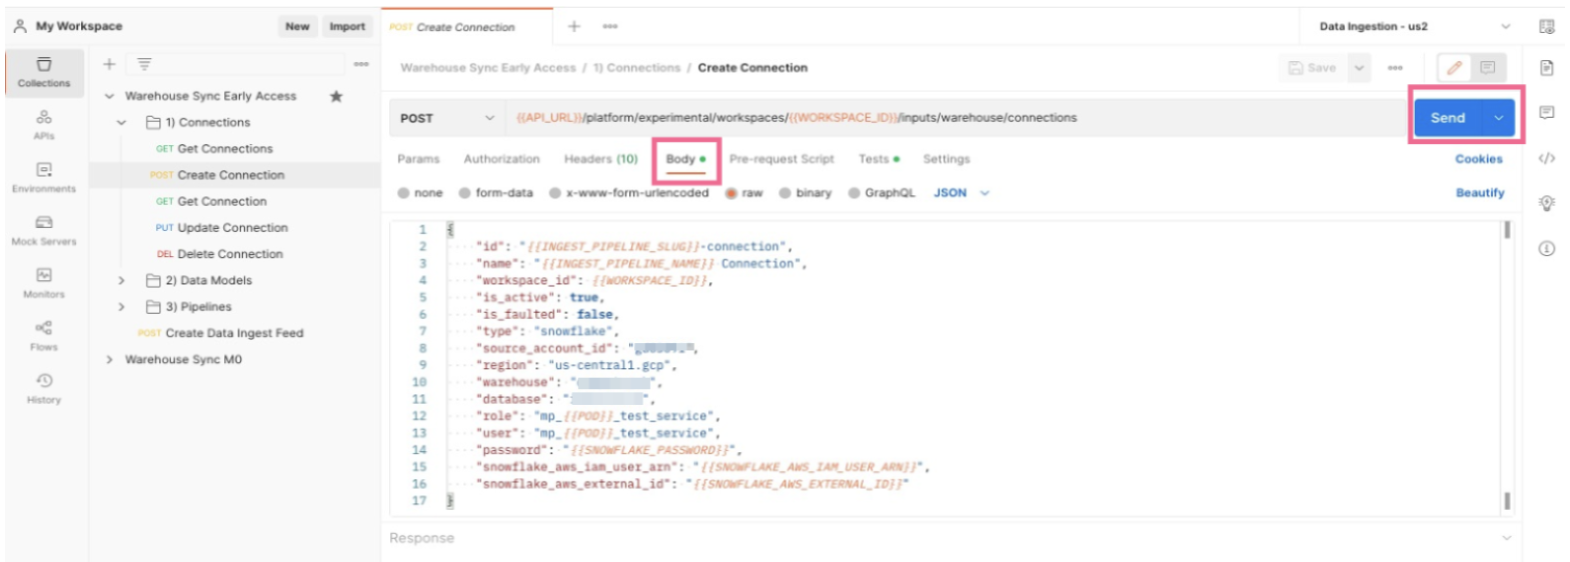 My Workspace New Import
POST Create Connection
Data Ingestion - us2
Collections
APIs
Environments
Mock Servers
Monitors
Flows
History
Warehouse Sync Early Access
1) Connections
GET Get Connections
POST Create Connection
GET Get Connection
PUT Update Connection
DEL Delete Connection
2) Data Models
3) Pipelines
POST Create Data Ingest Feed
Warehouse Sync M0
Warehouse Sync Early Access / 1) Connections / Create Connection
Save
POST {{API_URL}}/platform/experimental/workspaces/{{WORKSPACE_ID}}/inputs/warehouse/connections
Send
Params Authorization Headers (10) Body Pre-request Script Tests Settings Cookies
none form-data x-www-form-urlencoded raw binary GraphQL JSON Beautify
1 {
2 "id": "{{INGEST_PIPELINE_SLUG}}-connection",
3 "name": "{{INGEST_PIPELINE_NAME}} Connection",
4 "workspace_id": {{WORKSPACE_ID}},
5 "is_active": true,
6 "is_faulted": false,
7 "type": "snowflake",
8 "source_account_id": "",
9 "region": "us-central1.gcp",
10 "warehouse": "",
11 "database": "",
12 "role": "mp_{{POD}}_test_service",
13 "user": "mp_{{POD}}_test_service",
14 "password": "{{SNOWFLAKE_PASSWORD}}",
15 "snowflake_aws_iam_user_arn": "{{SNOWFLAKE_AWS_IAM_USER_ARN}}",
16 "snowflake_aws_external_id": "{{SNOWFLAKE_AWS_EXTERNAL_ID}}"
17 }
Response